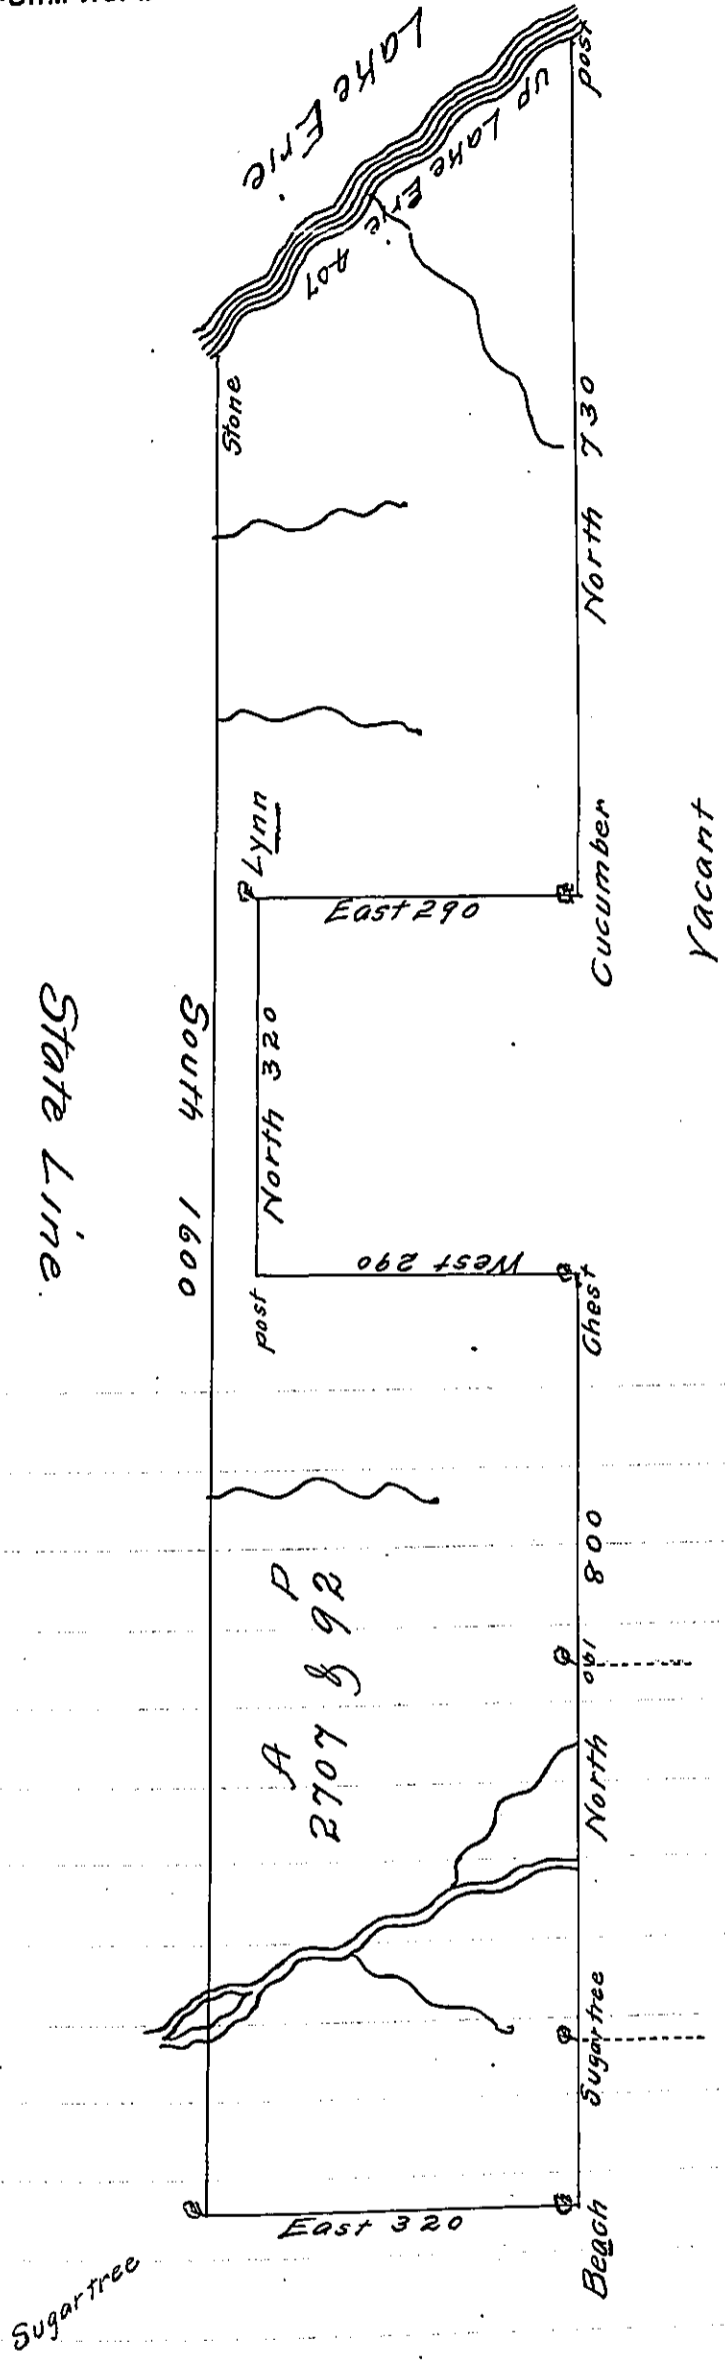 Lake Erie
UP Lake Erie 407
post
Stone
North 730
Lynn
East 290
Cucumber
Vacant
North 320
South 1600
State Line.
West 290
post
Chest
North 800
190
A P
2707 & 92
Sugartree
East 320
Beach
Sugartree